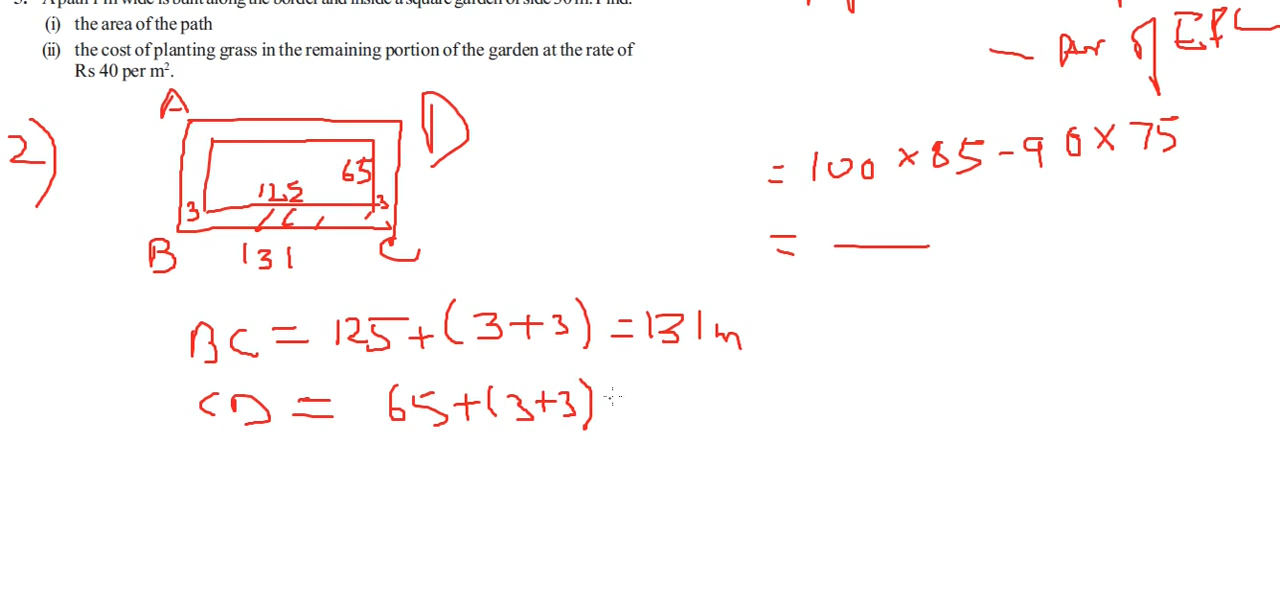 (i) the area of the path
(ii) the cost of planting grass in the remaining portion of the garden at the rate of
Rs 40 per m².
= 100 × 85 - 90 × 75
=
2)
A
D
65
125
3
3
B
131
C
BC = 125 + (3+3) = 131m
CD = 65 + (3+3)